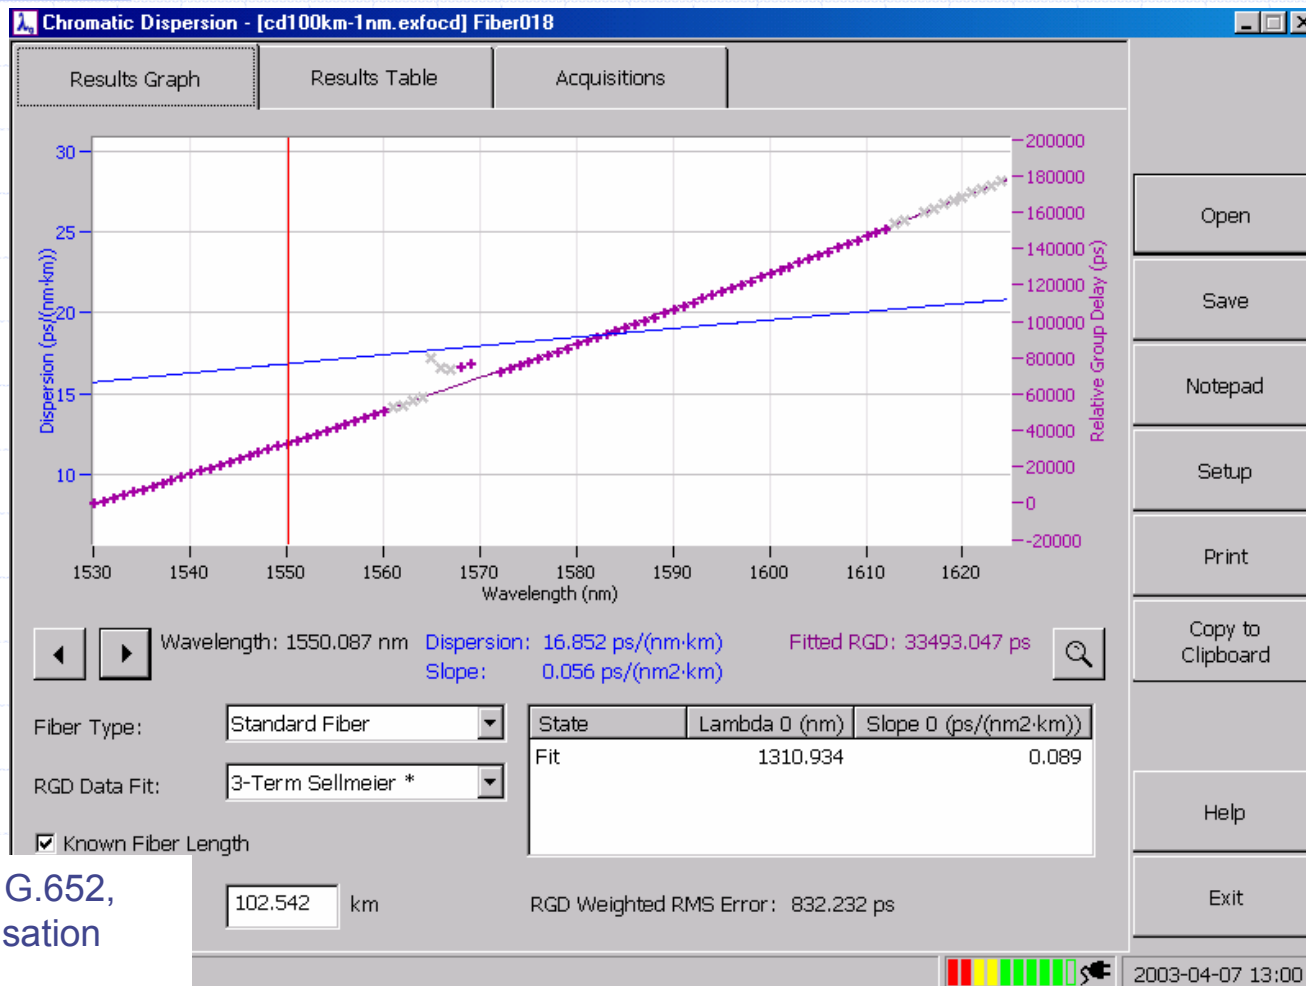 Chromatic Dispersion - [cd100km-1nm.exfocd] Fiber018
Results Graph
Results Table
Acquisitions
30
25
20
15
10
Dispersion (ps/(nm·km))
200000
180000
160000
140000
120000
100000
80000
60000
40000
20000
0
-20000
Relative Group Delay (ps)
1530 1540 1550 1560 1570 1580 1590 1600 1610 1620
Wavelength (nm)
Wavelength: 1550.087 nm Dispersion: 16.852 ps/(nm·km) Fitted RGD: 33493.047 ps
Slope: 0.056 ps/(nm2·km)
Fiber Type: Standard Fiber
RGD Data Fit: 3-Term Sellmeier *
Known Fiber Length
State Lambda 0 (nm) Slope 0 (ps/(nm2·km))
Fit 1310.934 0.089
G.652,
sation
102.542 km
RGD Weighted RMS Error: 832.232 ps
Open
Save
Notepad
Setup
Print
Copy to
Clipboard
Help
Exit
2003-04-07 13:00